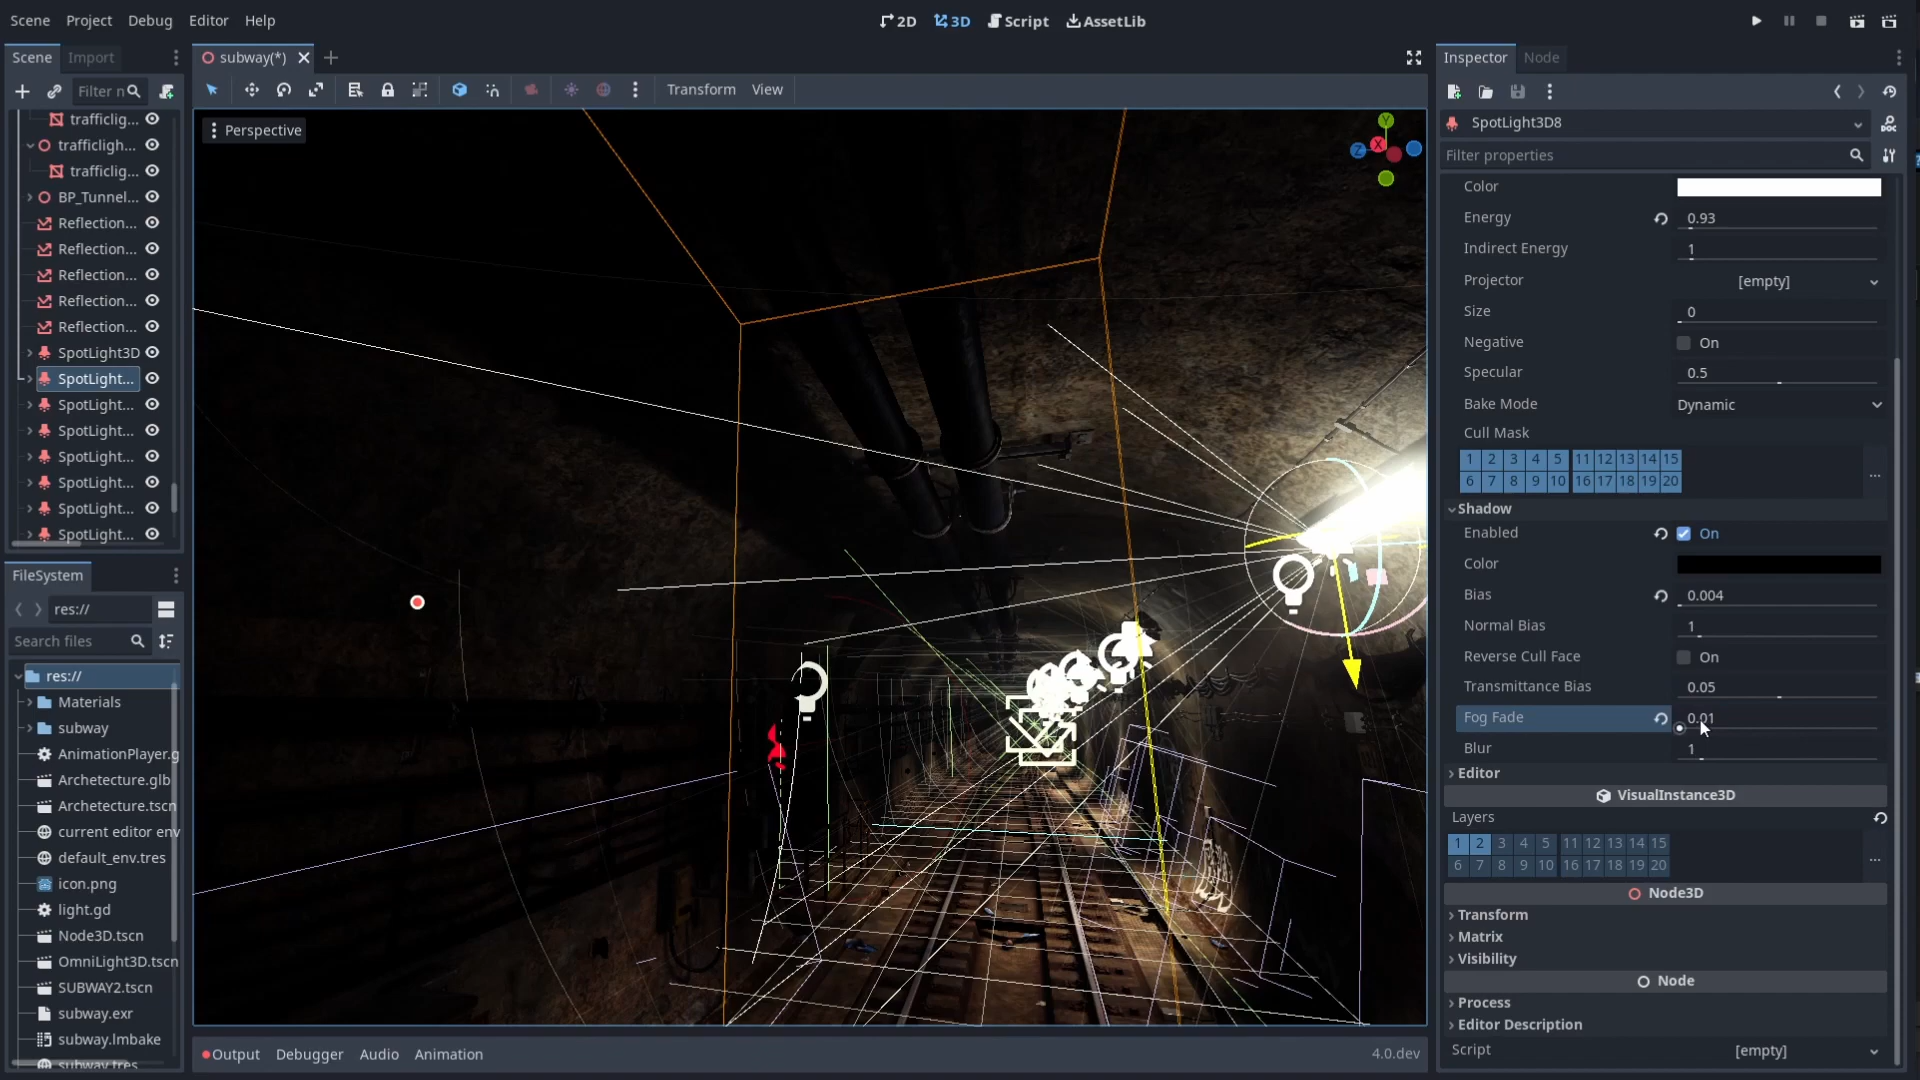 Scene Project Debug Editor Help
2D 3D Script AssetLib
Scene Import
subway(*)
Inspector Node
Filter n
Transform View
SpotLight3D8
Filter properties
Perspective
Y
X
Z
trafficlig...
trafficligh...
trafficlig...
BP_Tunnel...
Reflection...
Reflection...
Reflection...
Reflection...
Reflection...
SpotLight3D
SpotLight...
SpotLight...
SpotLight...
SpotLight...
SpotLight...
SpotLight...
SpotLight...
FileSystem
res://
Search files
res://
Materials
subway
AnimationPlayer.g
Archetecture.glb
Archetecture.tscn
current editor env
default_env.tres
icon.png
light.gd
Node3D.tscn
OmniLight3D.tscn
SUBWAY2.tscn
subway.exr
subway.lmbake
subway.tres
Output Debugger Audio Animation
4.0.dev
Color
Energy 0.93
Indirect Energy 1
Projector [empty]
Size 0
Negative On
Specular 0.5
Bake Mode Dynamic
Cull Mask
1 2 3 4 5 11 12 13 14 15
6 7 8 9 10 16 17 18 19 20
...
Shadow
Enabled On
Color
Bias 0.004
Normal Bias 1
Reverse Cull Face On
Transmittance Bias 0.05
Fog Fade 0.01
Blur 1
Editor
VisualInstance3D
Layers
1 2 3 4 5 11 12 13 14 15
6 7 8 9 10 16 17 18 19 20
...
Node3D
Transform
Matrix
Visibility
Node
Process
Editor Description
Script [empty]